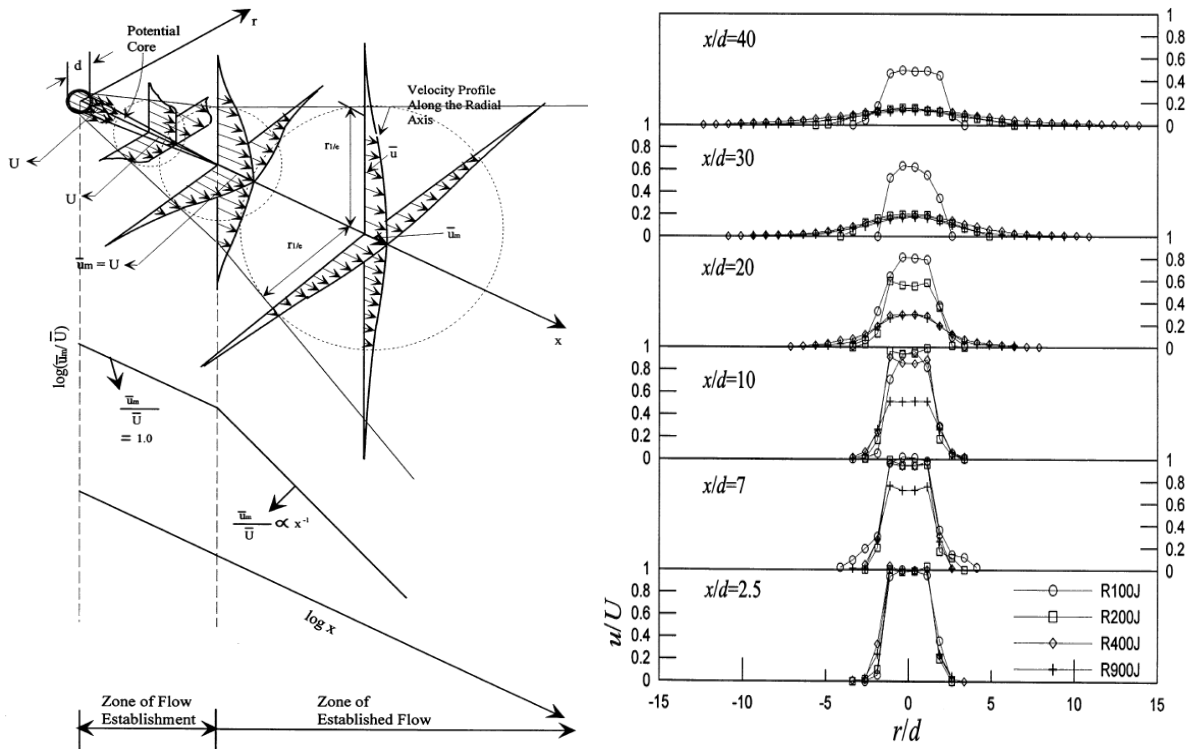 r
Potential
Core
d
Velocity Profile
Along the Radial
Axis
r1/e
u̅
U
U
r1/e
u̅m
u̅m = U
x
log(u̅m/U̅)
u̅m
U̅
= 1.0
u̅m
U̅
∝ x⁻¹
log x
Zone of Flow
Establishment
Zone of
Established Flow
x/d=40
1
0.8
0.6
0.4
0.2
0
1
x/d=30
0.8
0.6
0.4
0.2
0
1
x/d=20
0.8
0.6
0.4
0.2
0
1
x/d=10
0.8
0.6
0.4
0.2
0
1
x/d=7
0.8
0.6
0.4
0.2
0
1
x/d=2.5
0.8
0.6
0.4
0.2
0
u/U
R100J
R200J
R400J
R900J
-15
-10
-5
0
5
10
15
r/d